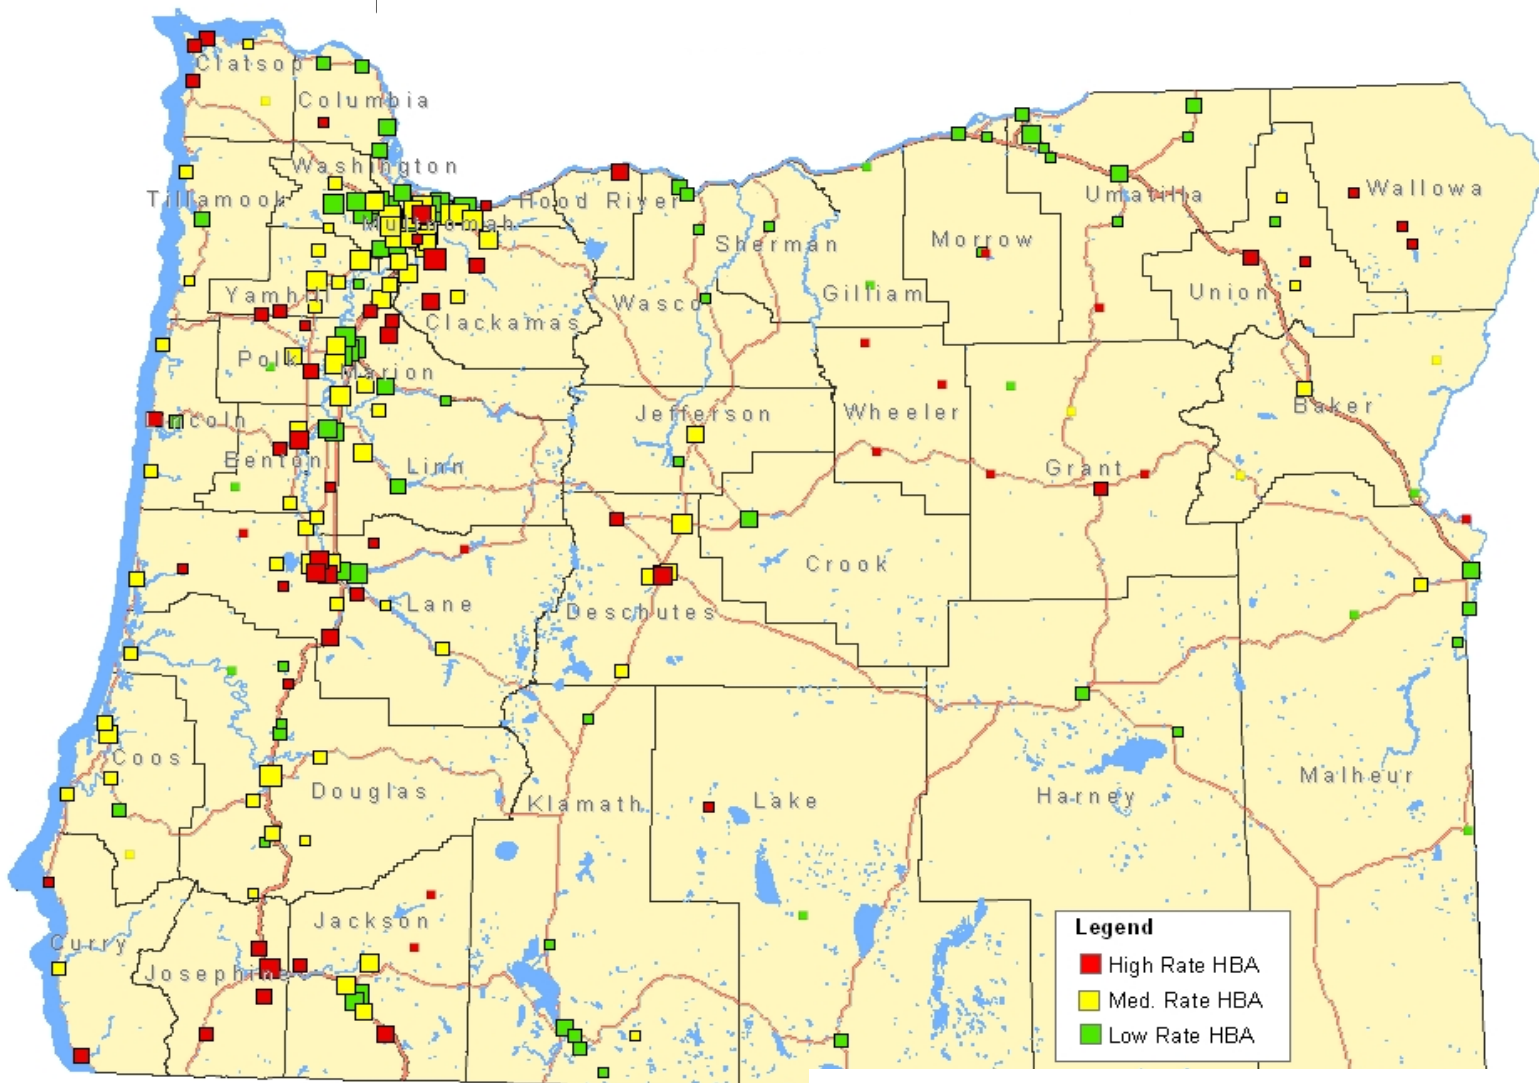 Clatsop
Columbia
Washington
Tillamook
Multnomah
Hood River
Umatilla
Wallowa
Sherman
Morrow
Yamhill
Wasco
Gilliam
Union
Clackamas
Polk
Marion
Jefferson
Wheeler
Baker
Lincoln
Benton
Linn
Grant
Crook
Lane
Deschutes
Coos
Douglas
Klamath
Lake
Harney
Malheur
Curry
Jackson
Josephine
Legend
High Rate HBA
Med. Rate HBA
Low Rate HBA